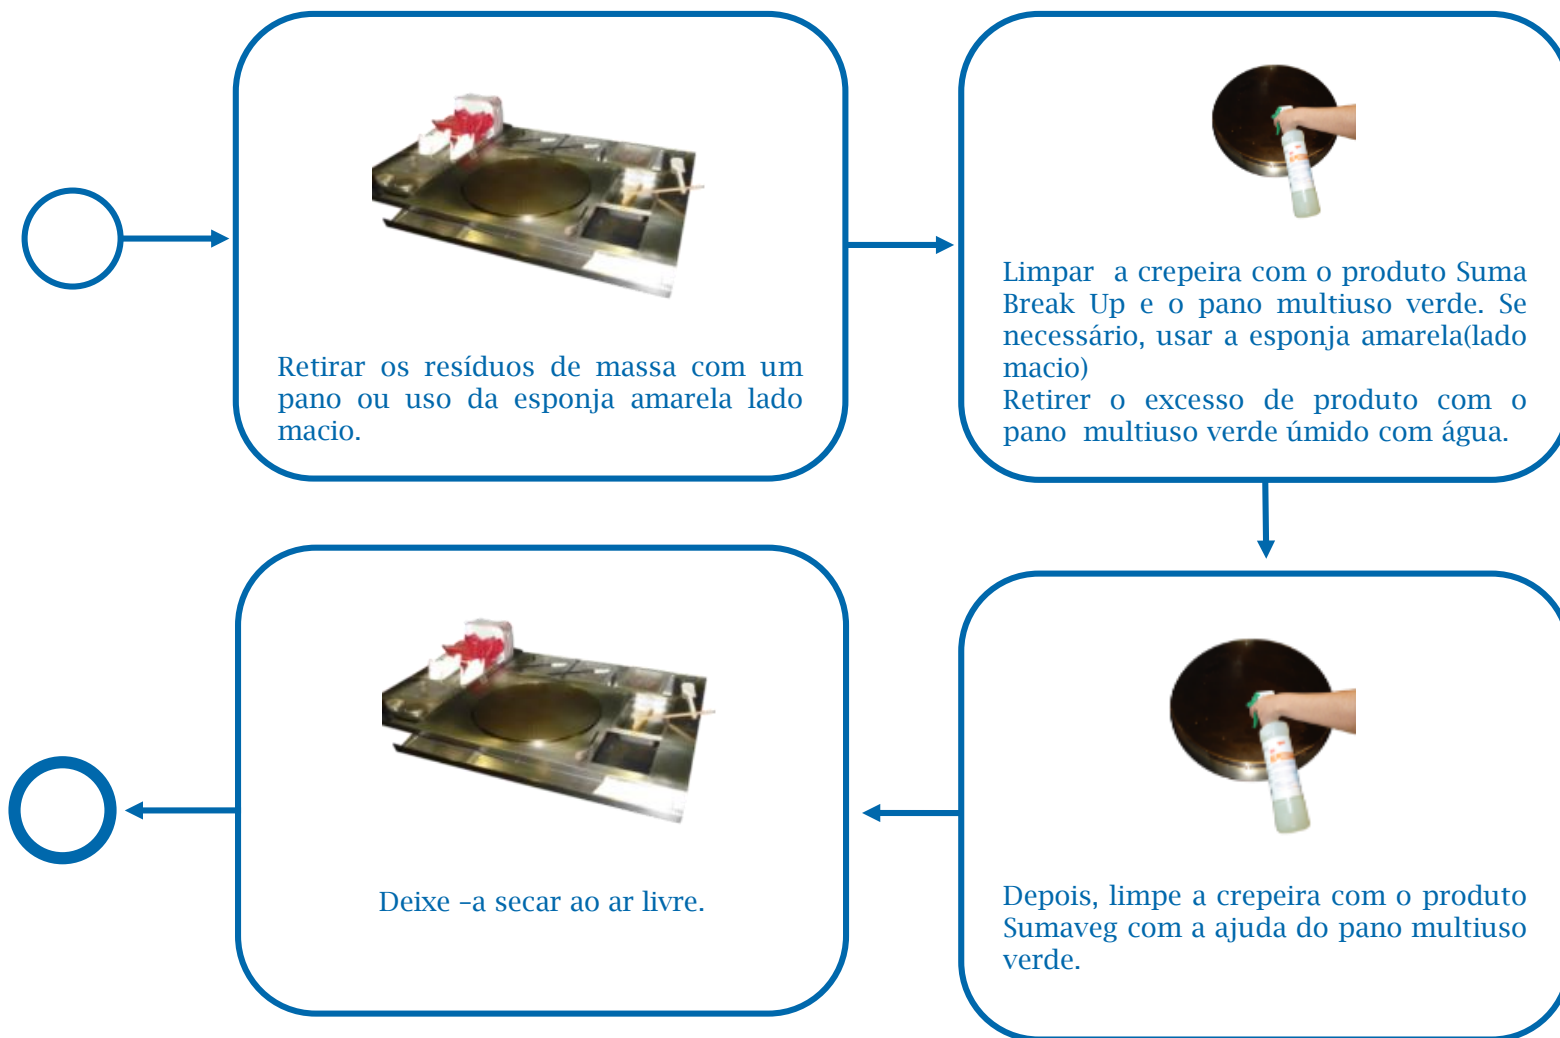 Retirar os resíduos de massa com um
pano ou uso da esponja amarela lado
macio.
Limpar a crepeira com o produto Suma
Break Up e o pano multiuso verde. Se
necessário, usar a esponja amarela(lado
macio)
Retirer o excesso de produto com o
pano multiuso verde úmido com água.
Depois, limpe a crepeira com o produto
Sumaveg com a ajuda do pano multiuso
verde.
Deixe –a secar ao ar livre.